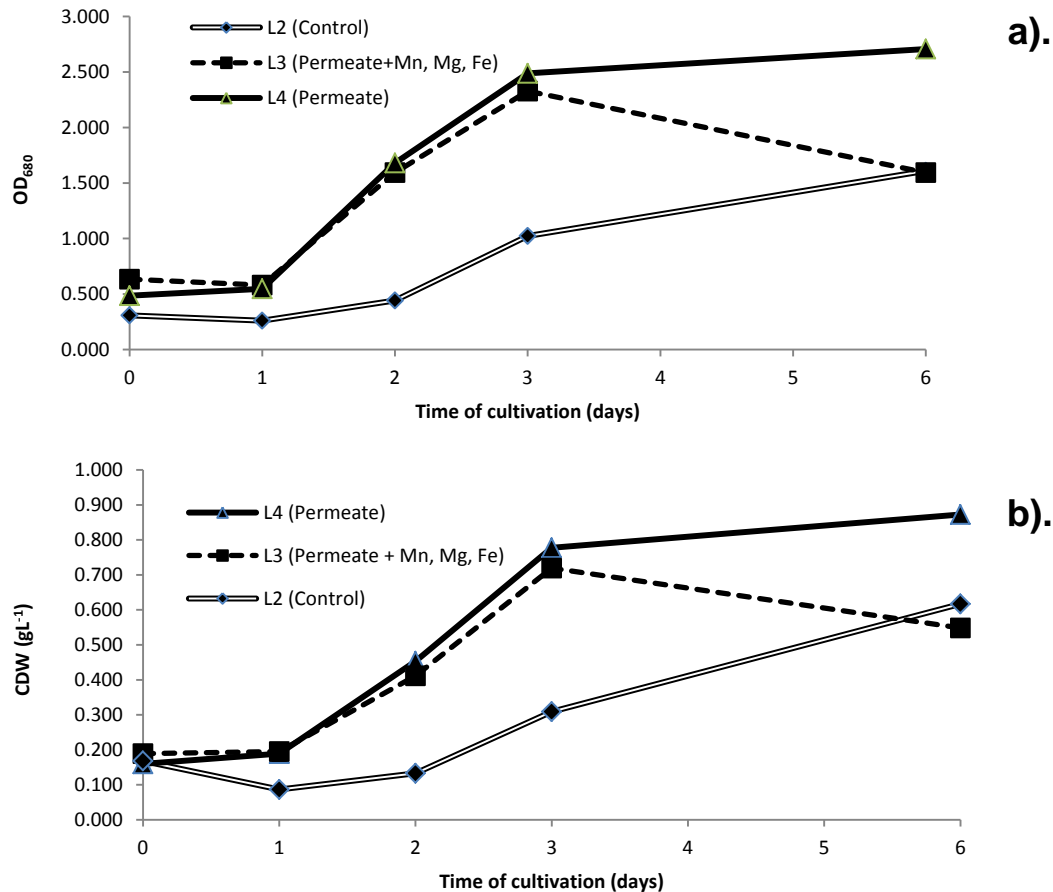 a).
3.000
2.500
2.000
1.500
1.000
0.500
0.000
OD680
L2 (Control)
L3 (Permeate+Mn, Mg, Fe)
L4 (Permeate)
0 1 2 3 4 5 6
Time of cultivation (days)
b).
1.000
0.900
0.800
0.700
0.600
0.500
0.400
0.300
0.200
0.100
0.000
CDW (gL-1)
L4 (Permeate)
L3 (Permeate + Mn, Mg, Fe)
L2 (Control)
0 1 2 3 4 5 6
Time of cultivation (days)